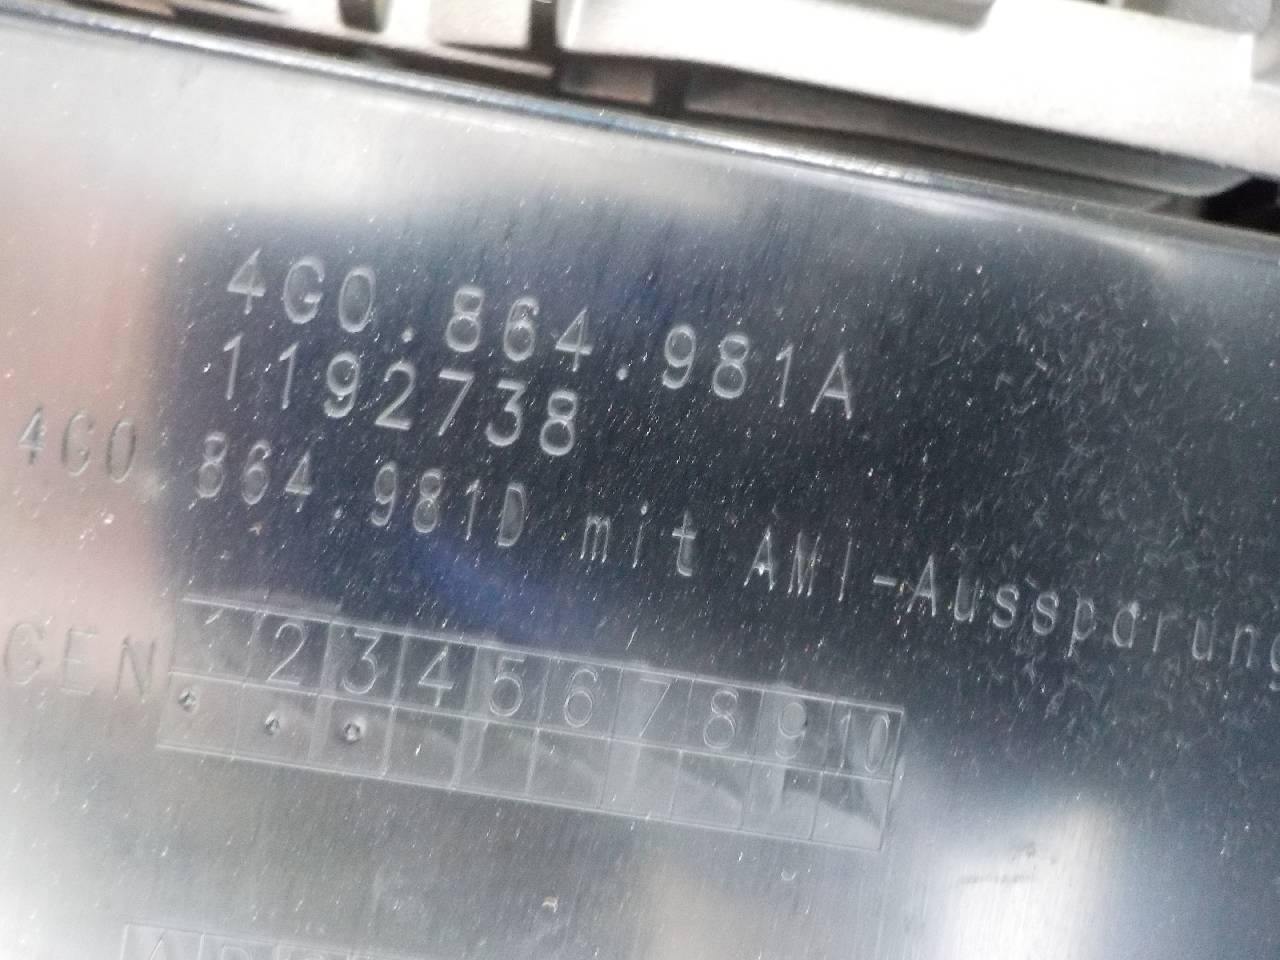 4G0.864.981A
1192738
4G0 864.981D mit AMI-Aussparung
GEN 1 2 3 4 5 6 7 8 9 10